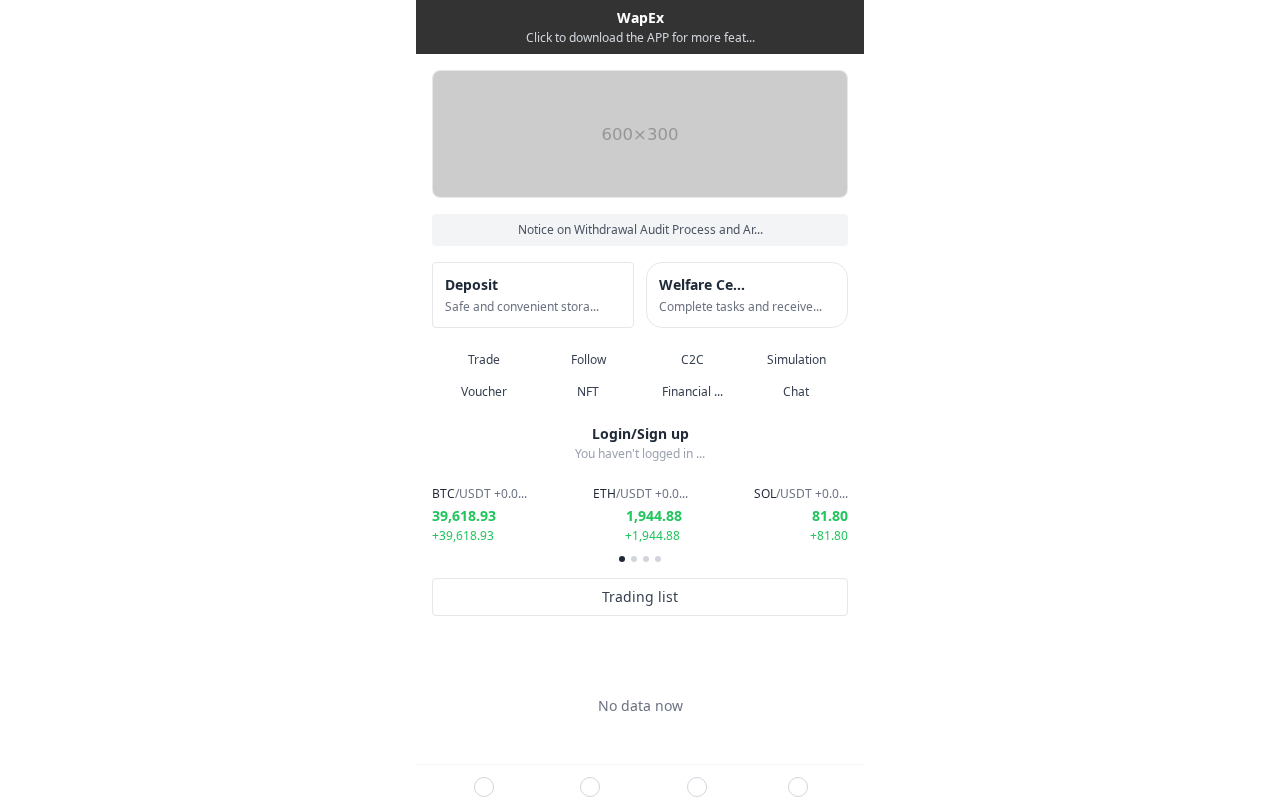 WapEx
Click to download the APP for more feat...
600×300
Notice on Withdrawal Audit Process and Ar...
Deposit
Safe and convenient stora...
Welfare Ce...
Complete tasks and receive...
Trade Follow C2C Simulation
Voucher NFT Financial ... Chat
Login/Sign up
You haven't logged in ...
BTC/USDT +0.0... ETH/USDT +0.0... SOL/USDT +0.0...
39,618.93 1,944.88 81.80
+39,618.93 +1,944.88 +81.80
Trading list
No data now